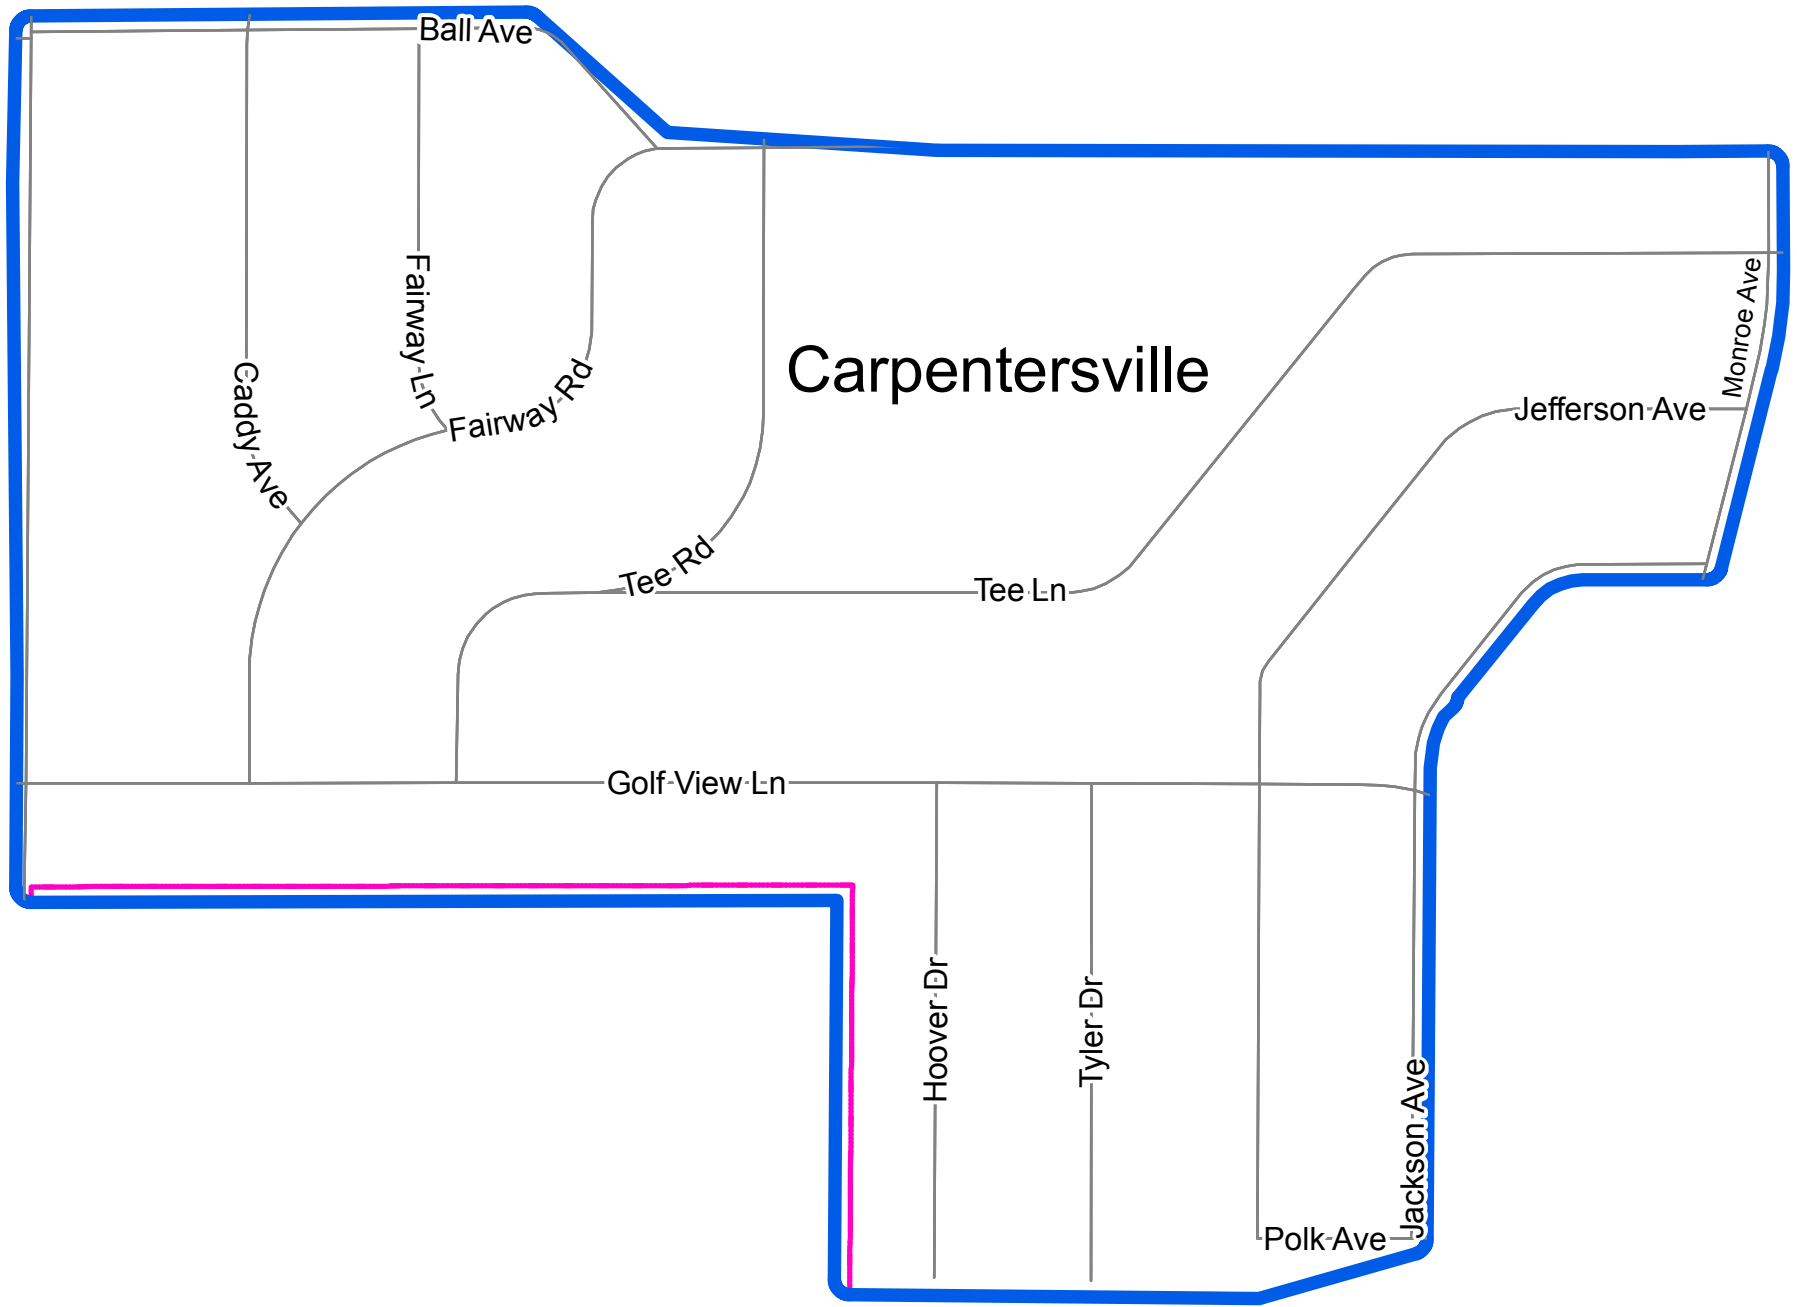 Ball Ave
Fairway Ln
Monroe Ave
Caddy Ave
Fairway Rd
Carpentersville
Jefferson Ave
Tee Rd
Tee Ln
Golf View Ln
Hoover Dr
Tyler Dr
Jackson Ave
Polk Ave